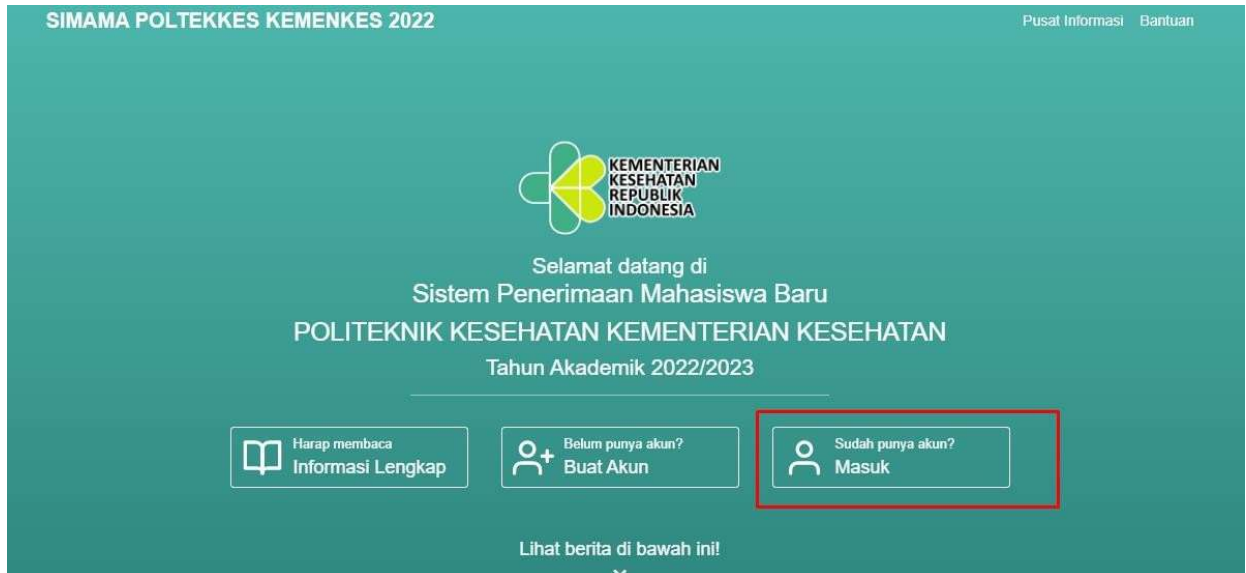 SIMAMA POLTEKKES KEMENKES 2022
Pusat Informasi Bantuan
KEMENTERIAN
KESEHATAN
REPUBLIK
INDONESIA
Selamat datang di
Sistem Penerimaan Mahasiswa Baru
POLITEKNIK KESEHATAN KEMENTERIAN KESEHATAN
Tahun Akademik 2022/2023
Harap membaca
Informasi Lengkap
Belum punya akun?
Buat Akun
Sudah punya akun?
Masuk
Lihat berita di bawah ini!